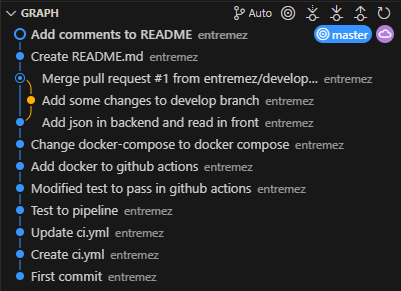 GRAPH Auto
Add comments to README entremez master
Create README.md entremez
Merge pull request #1 from entremez/develop... entremez
Add some changes to develop branch entremez
Add json in backend and read in front entremez
Change docker-compose to docker compose entremez
Add docker to github actions entremez
Modified test to pass in github actions entremez
Test to pipeline entremez
Update ci.yml entremez
Create ci.yml entremez
First commit entremez